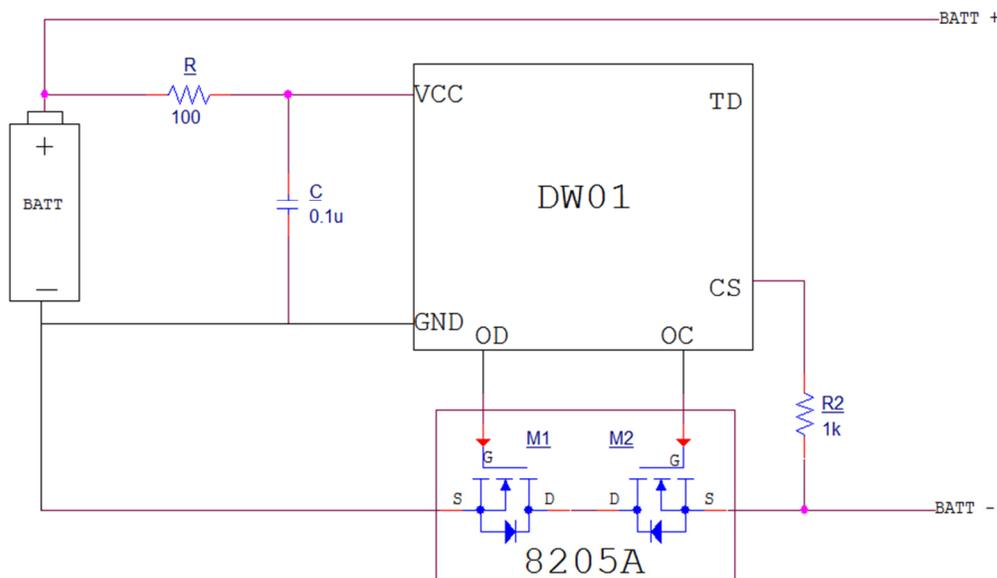 BATT +
R
100
VCC
TD
+
BATT
C
0.1u
DW01
—
CS
GND
OD
OC
R2
1k
M1
M2
G
G
S
D
D
S
BATT -
8205A